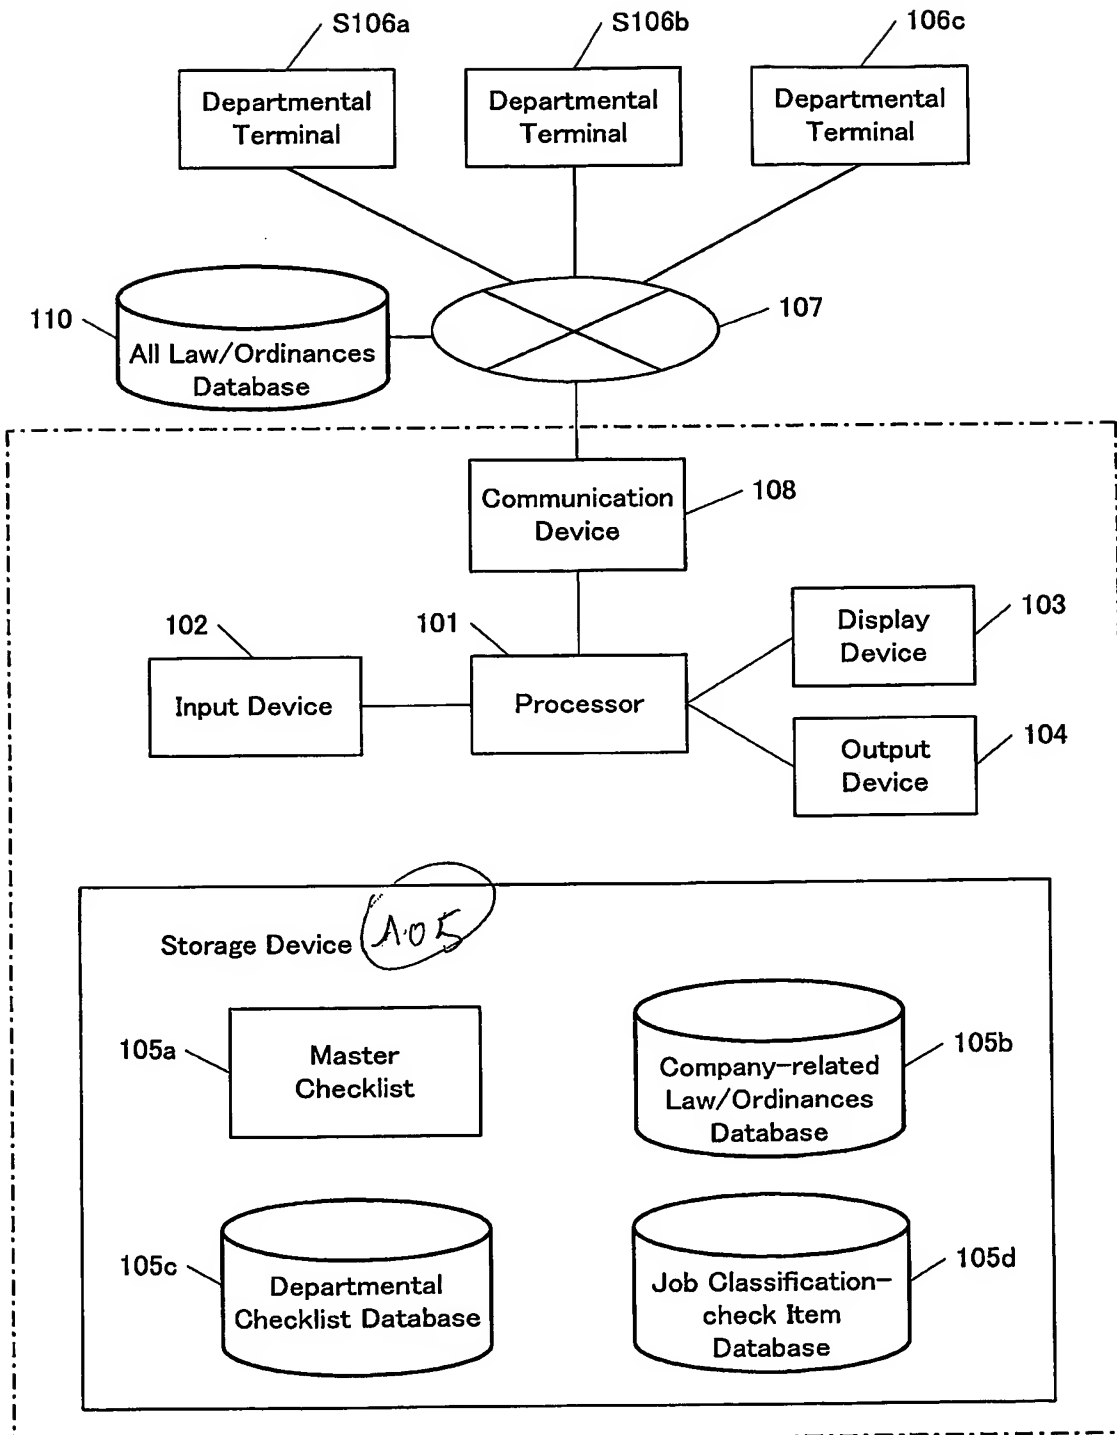 S106a
S106b
106c
Departmental
Terminal
Departmental
Terminal
Departmental
Terminal
110
All Law/Ordinances
Database
107
Communication
Device
108
102
101
Input Device
Processor
Display
Device
103
Output
Device
104
Storage Device 105
105a
Master
Checklist
Company-related
Law/Ordinances
Database
105b
105c
Departmental
Checklist Database
Job Classification-
check Item
Database
105d